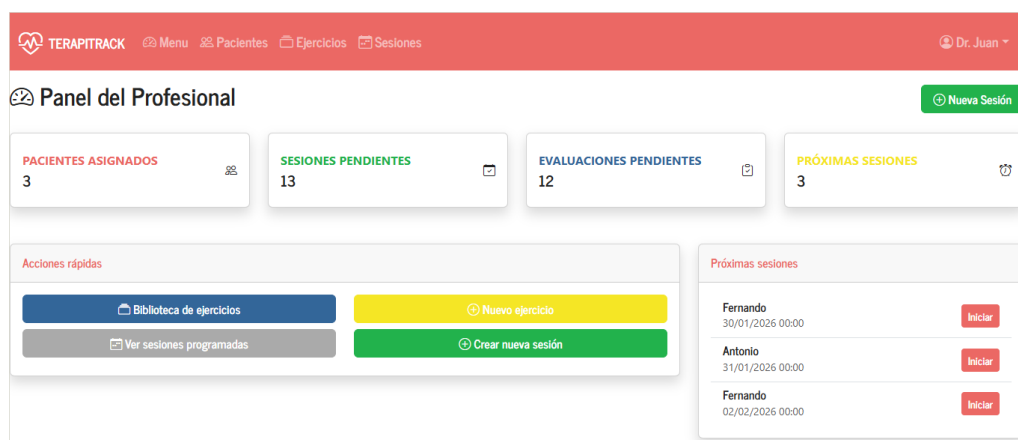 TERAPITRACK Menu Pacientes Ejercicios Sesiones Dr. Juan
Panel del Profesional
Nueva Sesión
PACIENTES ASIGNADOS
3
SESIONES PENDIENTES
13
EVALUACIONES PENDIENTES
12
PRÓXIMAS SESIONES
3
Acciones rápidas
Biblioteca de ejercicios
Nuevo ejercicio
Ver sesiones programadas
Crear nueva sesión
Próximas sesiones
Fernando
30/01/2026 00:00
Iniciar
Antonio
31/01/2026 00:00
Iniciar
Fernando
02/02/2026 00:00
Iniciar